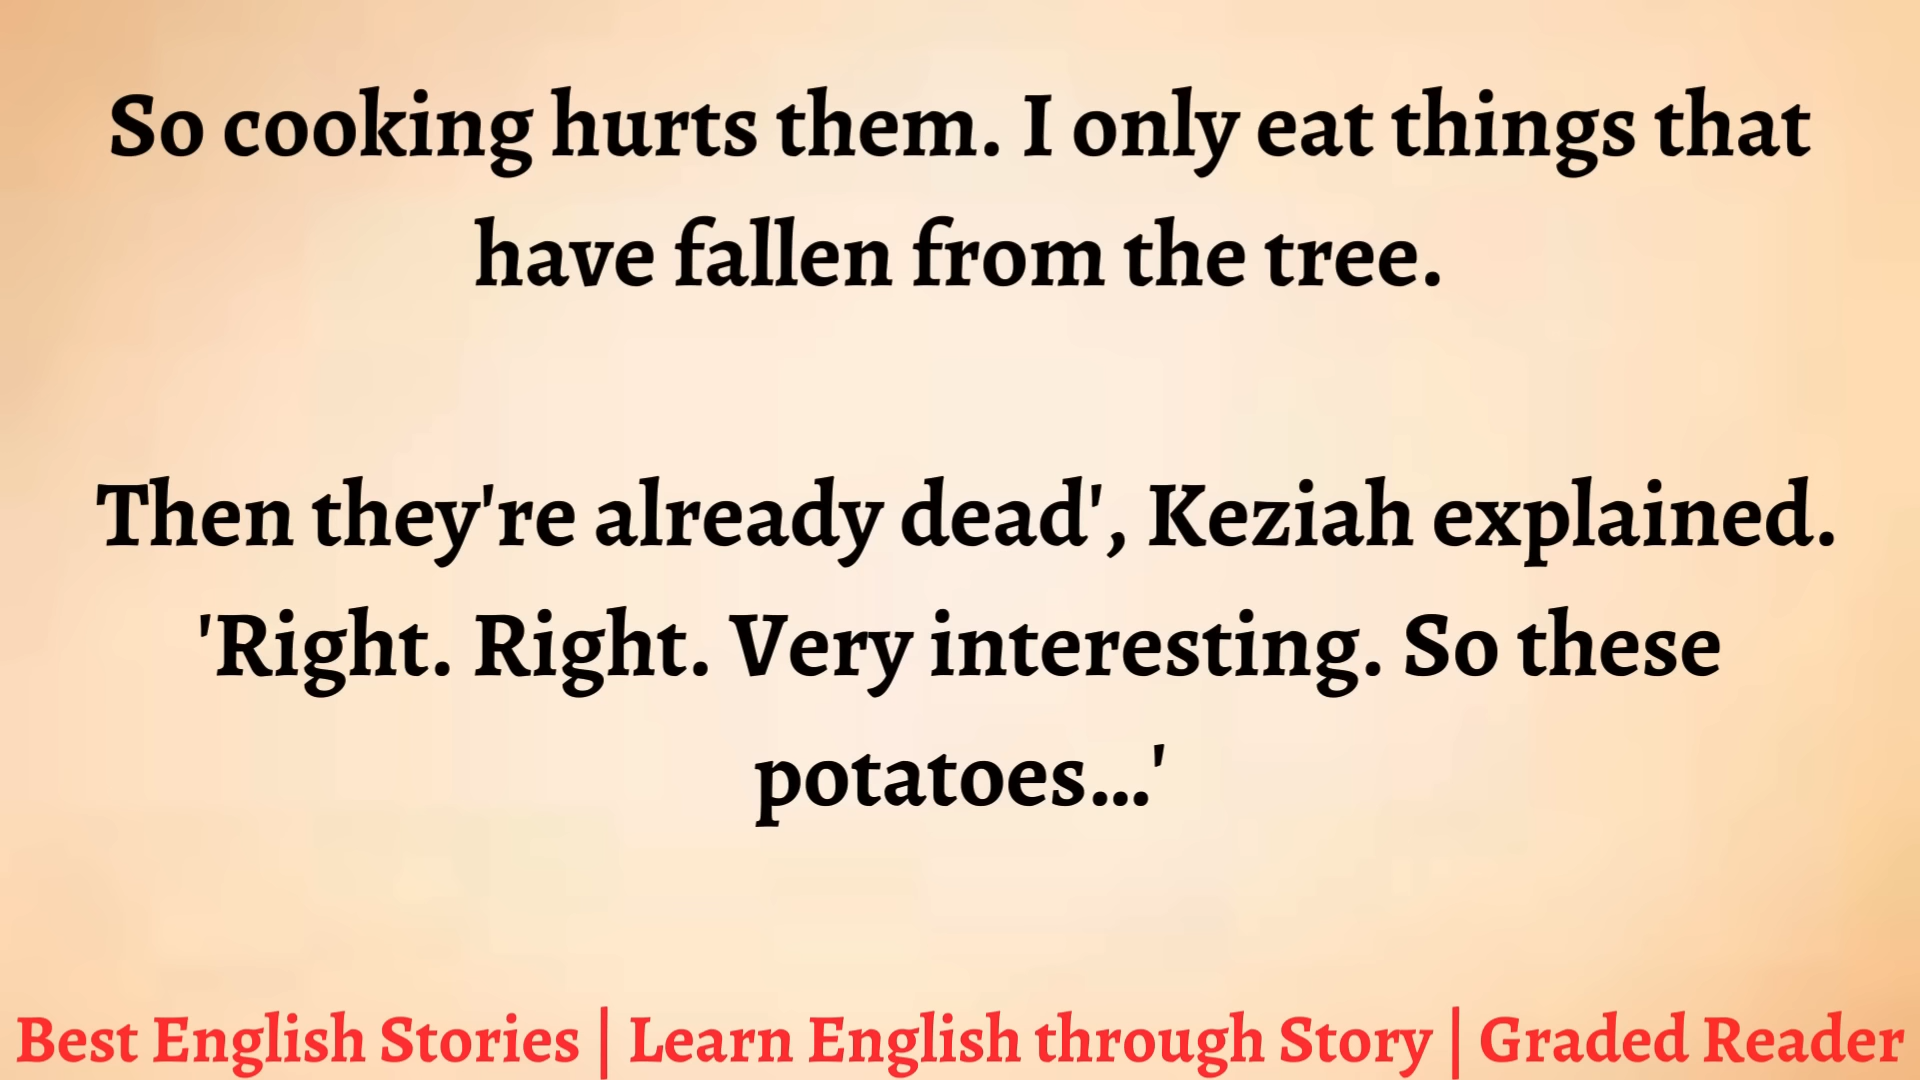 So cooking hurts them. I only eat things that
have fallen from the tree.
Then they're already dead', Keziah explained.
'Right. Right. Very interesting. So these
potatoes...'
Best English Stories | Learn English through Story | Graded Reader